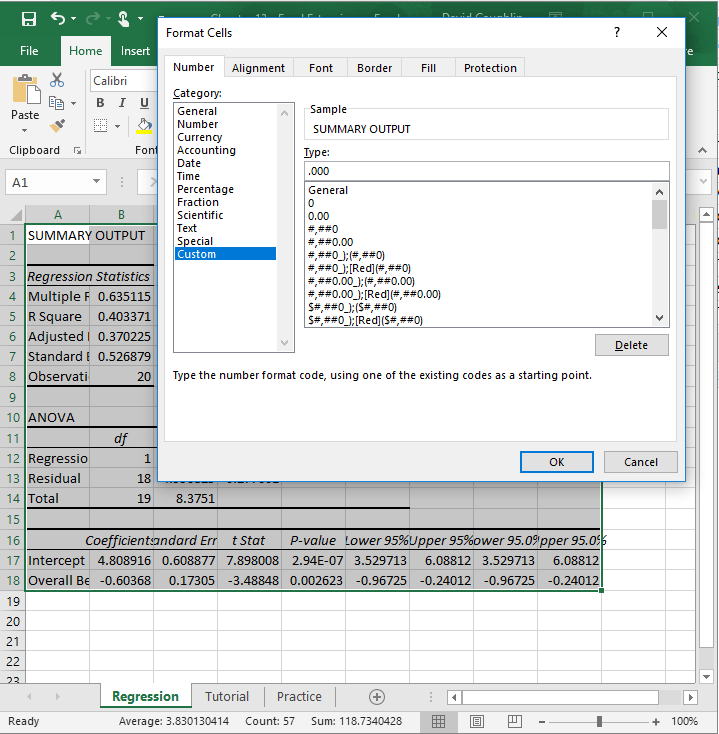 Format Cells ? ×
File Home Insert
Number Alignment Font Border Fill Protection
Category:
General
Number
Currency
Accounting
Date
Time
Percentage
Fraction
Scientific
Text
Special
Custom
Sample
SUMMARY OUTPUT
Type:
.000
General
0
0.00
#,##0
#,##0.00
#,##0_);(#,##0)
#,##0_);[Red](#,##0)
#,##0.00_);(#,##0.00)
#,##0.00_);[Red](#,##0.00)
$#,##0_);($#,##0)
$#,##0_);[Red]($#,##0)
Delete
Type the number format code, using one of the existing codes as a starting point.
OK Cancel
Calibri
B I U
Paste
Clipboard Font
A1
A B
1 SUMMARY OUTPUT
2
3 Regression Statistics
4 Multiple R 0.635115
5 R Square 0.403371
6 Adjusted 0.370225
7 Standard E 0.526879
8 Observati 20
9
10 ANOVA
11 df
12 Regressio 1
13 Residual 18
14 Total 19 8.3751
15
16 Coefficients andard Err t Stat P-value Lower 95% Upper 95% ower 95.0% pper 95.0%
17 Intercept 4.808916 0.608877 7.898008 2.94E-07 3.529713 6.08812 3.529713 6.08812
18 Overall Be -0.60368 0.17305 -3.48848 0.002623 -0.96725 -0.24012 -0.96725 -0.24012
19
20
21
22
23
Regression Tutorial Practice
Ready Average: 3.830130414 Count: 57 Sum: 118.7340428 100%